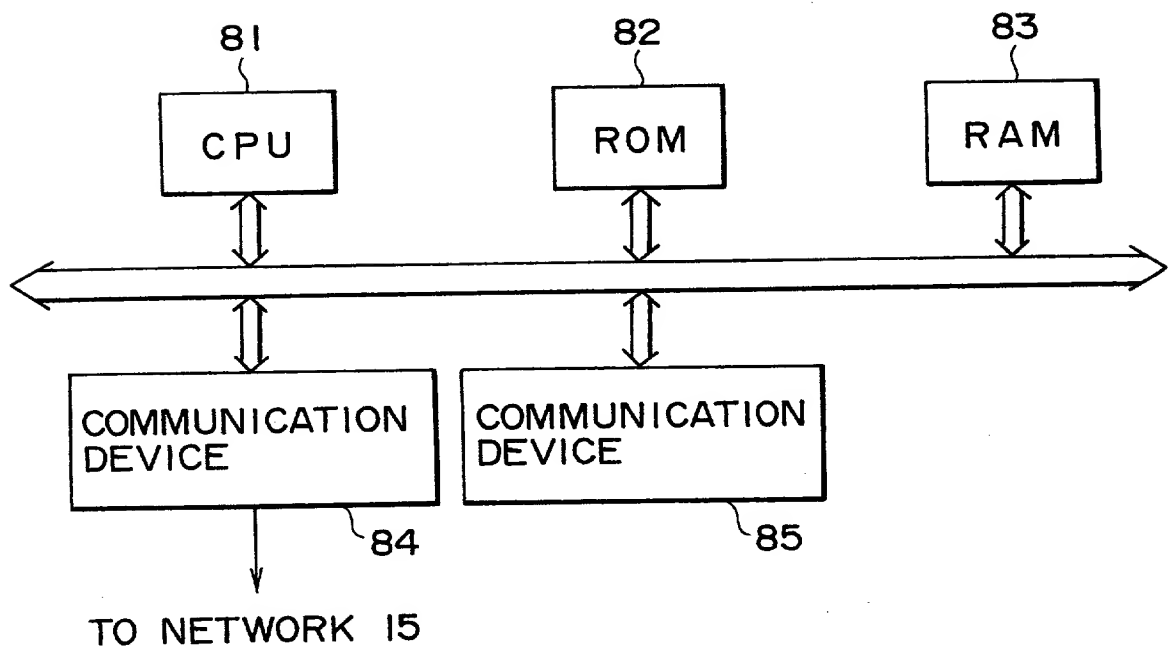 81
82
83
CPU
ROM
RAM
COMMUNICATION
DEVICE
COMMUNICATION
DEVICE
84
85
TO NETWORK 15